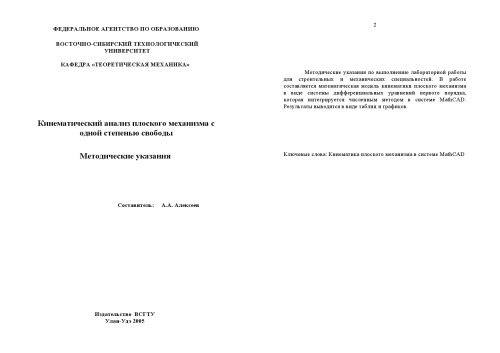 ФЕДЕРАЛЬНОЕ АГЕНТСТВО ПО ОБРАЗОВАНИЮ
ВОСТОЧНО-СИБИРСКИЙ ТЕХНОЛОГИЧЕСКИЙ
УНИВЕРСИТЕТ
КАФЕДРА «ТЕОРЕТИЧЕСКАЯ МЕХАНИКА»
Кинематический анализ плоского механизма с
одной степенью свободы
Методические указания
Составитель: А.А. Алексеев
Издательство ВСГТУ
Улан-Удэ 2005
2
Методические указания по выполнению лабораторной работы
для строительных и механических специальностей. В работе
составляется математическая модель кинематики плоского механизма
в виде системы дифференциальных уравнений первого порядка,
которая интегрируется численным методом в системе MathCAD.
Результаты выводятся в виде таблиц и графиков.
Ключевые слова: Кинематика плоского механизма в системе MathCAD